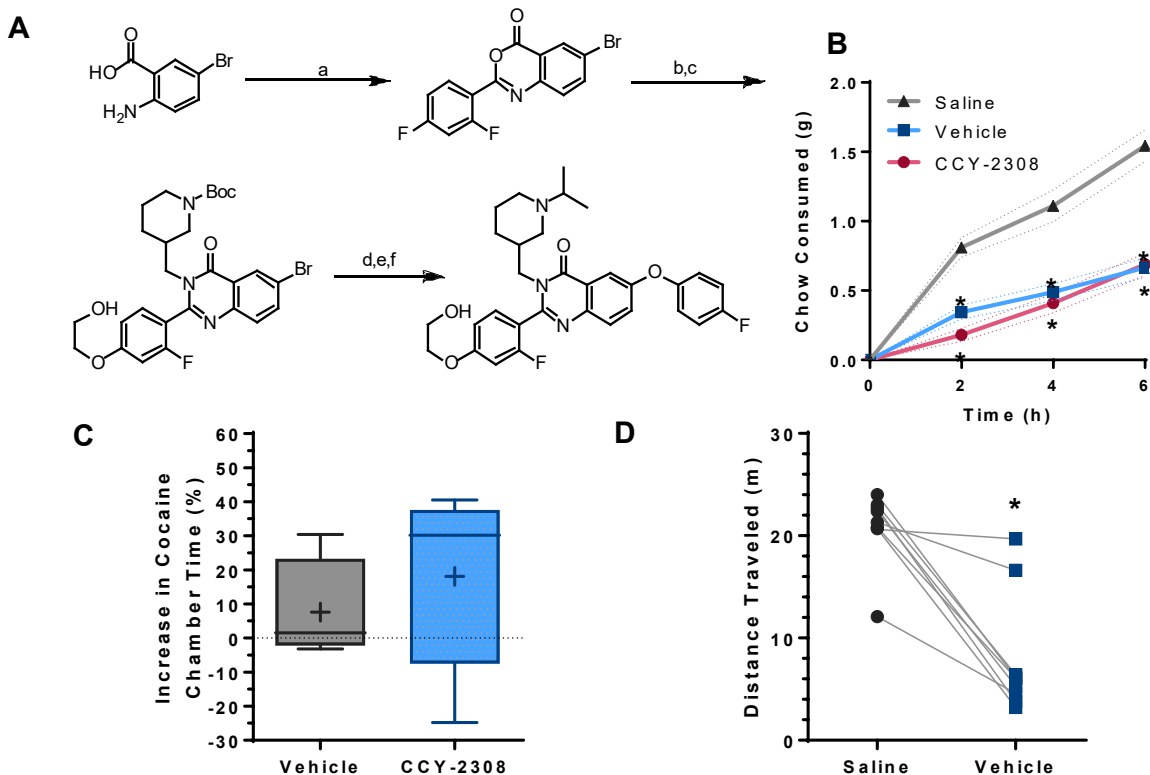 A
O
HO
Br
H2N
a
O
O
Br
N
F
F
b,c
Boc
N
O
N
Br
OH
N
O
F
d,e,f
N
O
O
N
OH
N
F
O
F
B
Saline
Vehicle
CCY-2308
2.0
1.5
1.0
0.5
0.0
Chow Consumed (g)
* * *
* * *
0 2 4 6
Time (h)
C
Increase in Cocaine
Chamber Time (%)
60
50
40
30
20
10
0
-10
-20
-30
Vehicle CCY-2308
D
Distance Traveled (m)
30
20
10
0
*
Saline Vehicle